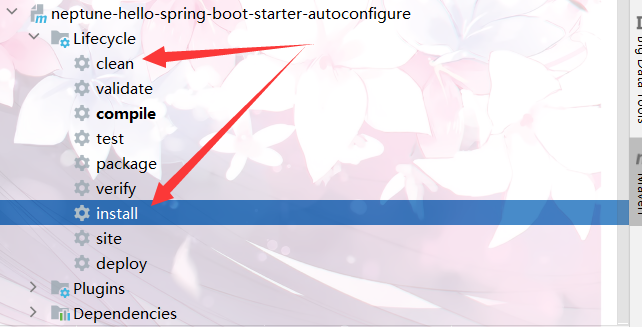 neptune-hello-spring-boot-starter-autoconfigure
Lifecycle
clean
validate
compile
test
package
verify
install
site
deploy
Plugins
Dependencies
Big Data Tools
Maven